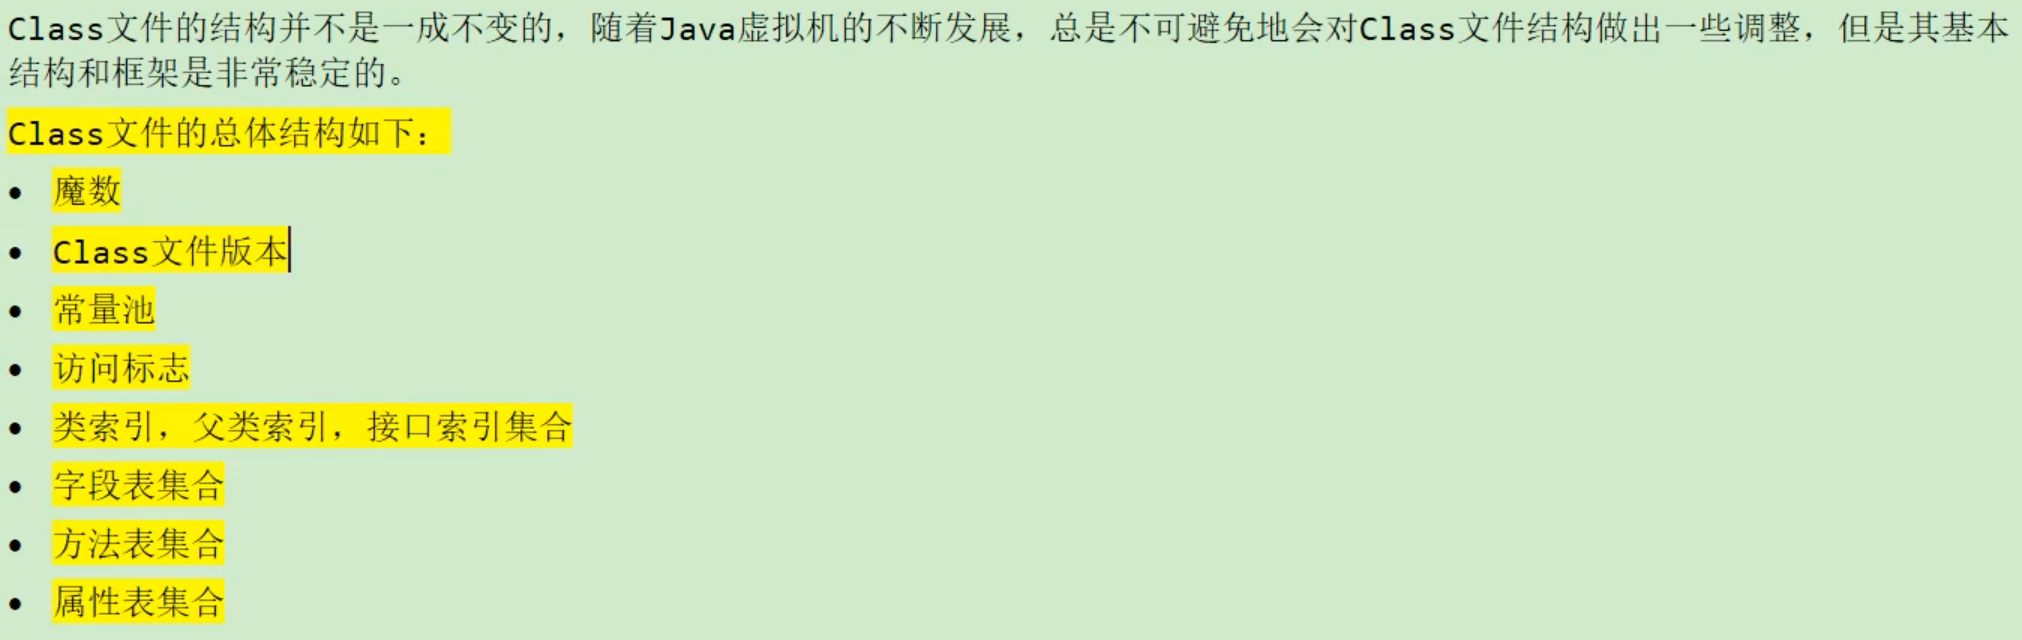 Class文件的结构并不是一成不变的，随着Java虚拟机的不断发展，总是不可避免地会对Class文件结构做出一些调整，但是其基本
结构和框架是非常稳定的。
Class文件的总体结构如下：
• 魔数
• Class文件版本
• 常量池
• 访问标志
• 类索引，父类索引，接口索引集合
• 字段表集合
• 方法表集合
• 属性表集合